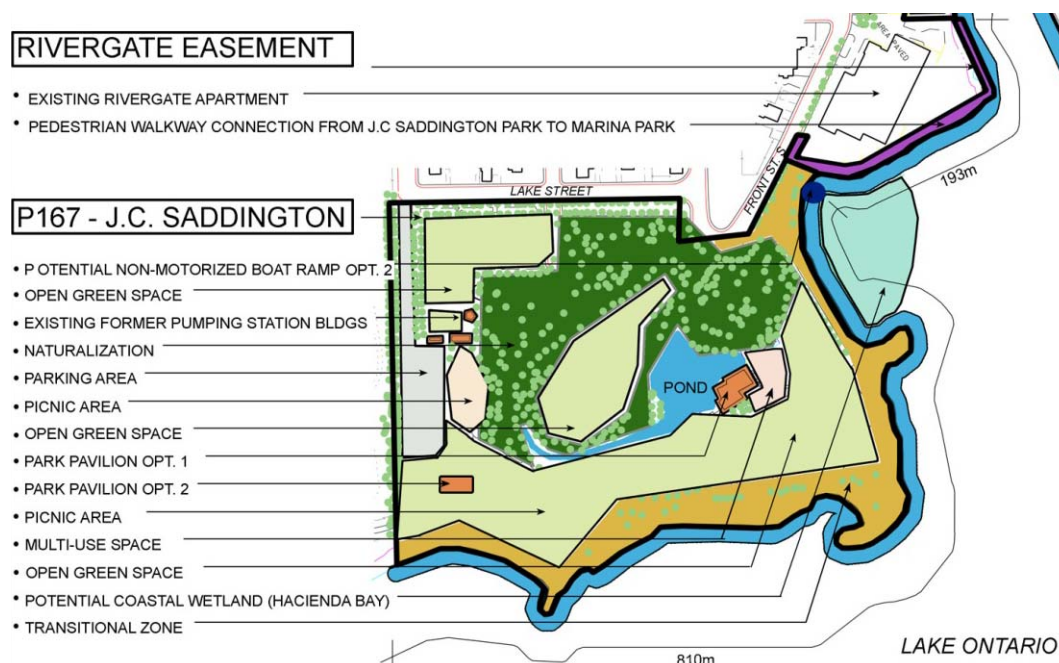 RIVERGATE EASEMENT
• EXISTING RIVERGATE APARTMENT
• PEDESTRIAN WALKWAY CONNECTION FROM J.C SADDINGTON PARK TO MARINA PARK
AREA PAVED
FRONT ST. S.
193m
LAKE STREET
P167 - J.C. SADDINGTON
• P OTENTIAL NON-MOTORIZED BOAT RAMP OPT. 2
• OPEN GREEN SPACE
• EXISTING FORMER PUMPING STATION BLDGS
• NATURALIZATION
• PARKING AREA
• PICNIC AREA
• OPEN GREEN SPACE
• PARK PAVILION OPT. 1
• PARK PAVILION OPT. 2
• PICNIC AREA
• MULTI-USE SPACE
• OPEN GREEN SPACE
• POTENTIAL COASTAL WETLAND (HACIENDA BAY)
• TRANSITIONAL ZONE
POND
LAKE ONTARIO
810m